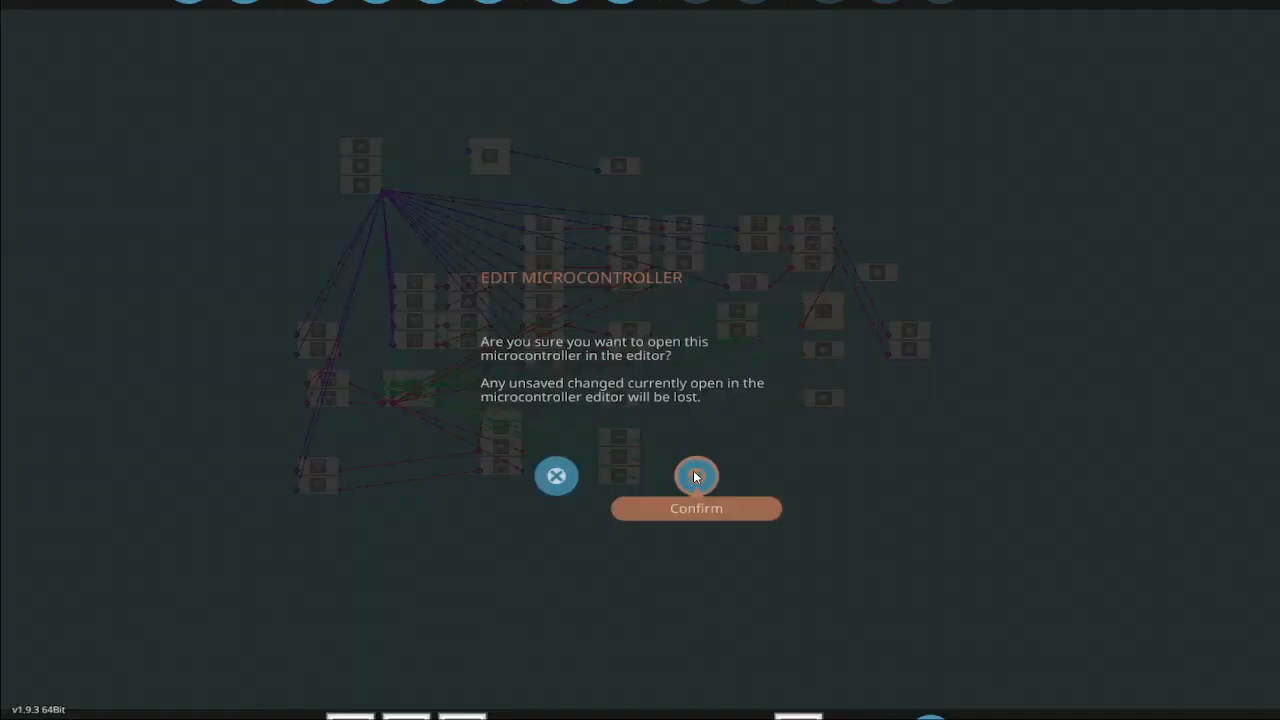 EDIT MICROCONTROLLER
Are you sure you want to open this
microcontroller in the editor?
Any unsaved changed currently open in the
microcontroller editor will be lost.
Confirm
v1.9.3 64Bit